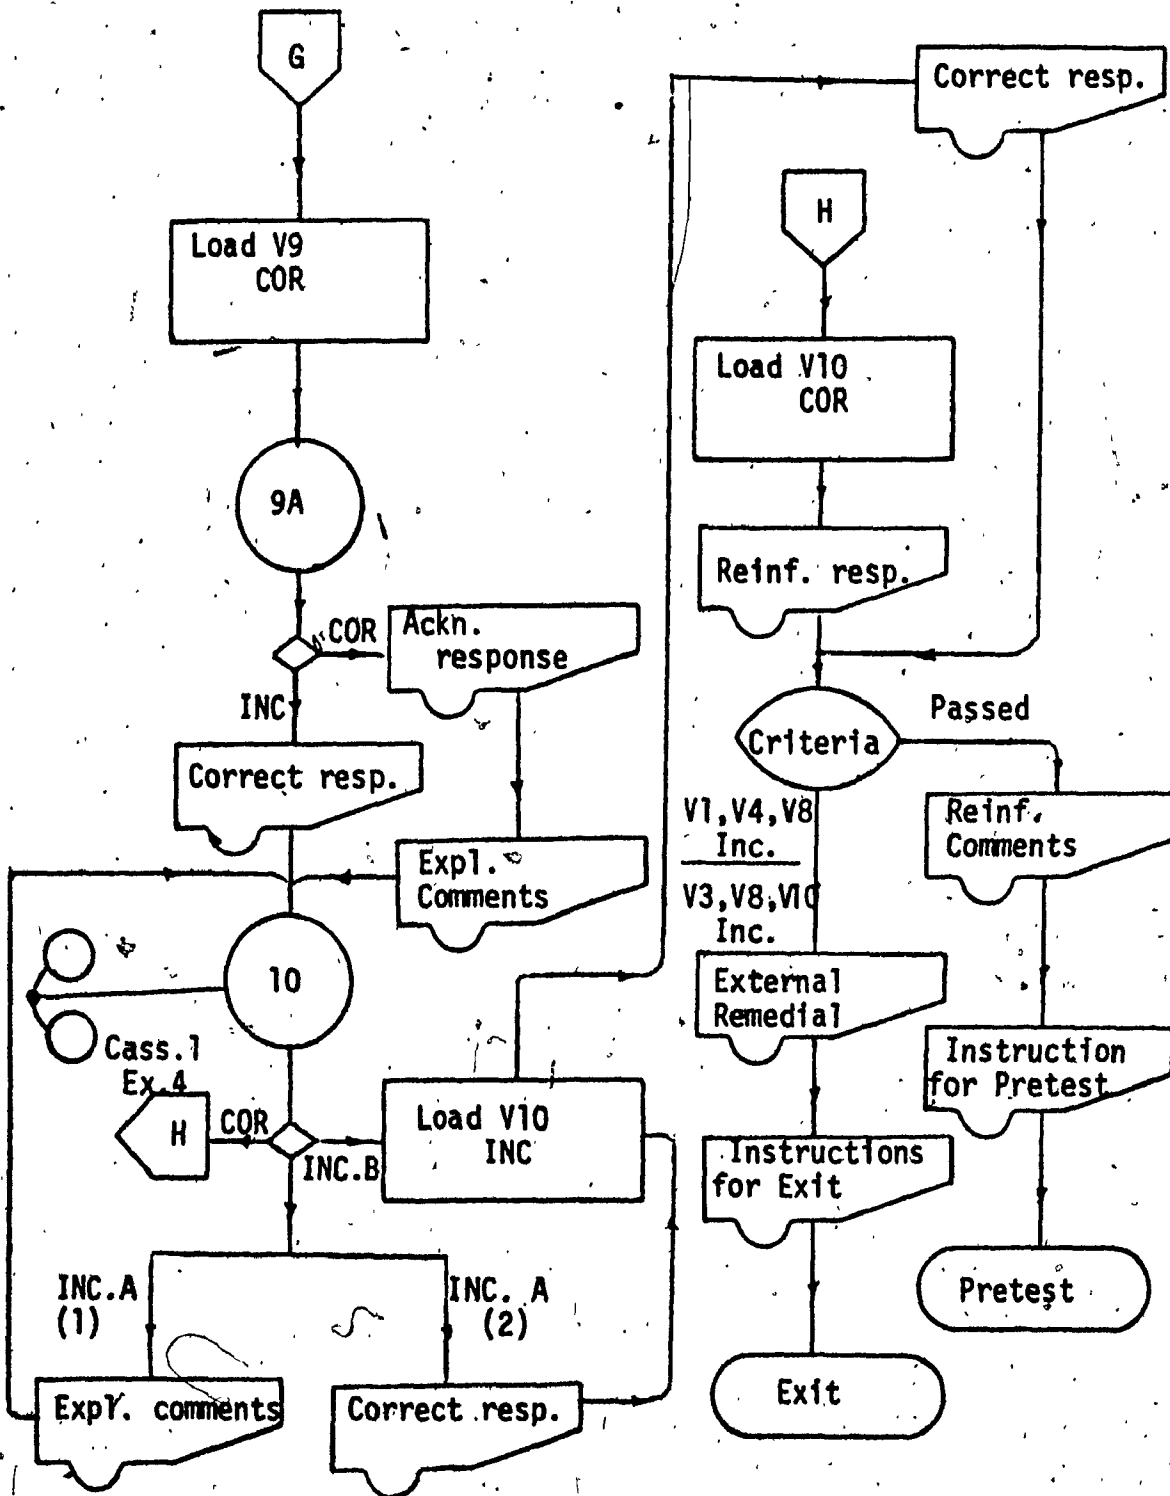 G
Load V9
COR
9A
COR
Ackn.
response
INC
Correct resp.
Expl.
Comments
10
Cass.1
Ex.4
H
COR
INC.B
Load V10
INC
INC.A
(1)
INC. A
(2)
Expl. comments
Correct resp.
Correct resp.
H
Load V10
COR
Reinf. resp.
Criteria
Passed
V1,V4,V8
Inc.
V3,V8,V10
Inc.
Reinf.
Comments
External
Remedial
Instruction
for Pretest
Instructions
for Exit
Pretest
Exit